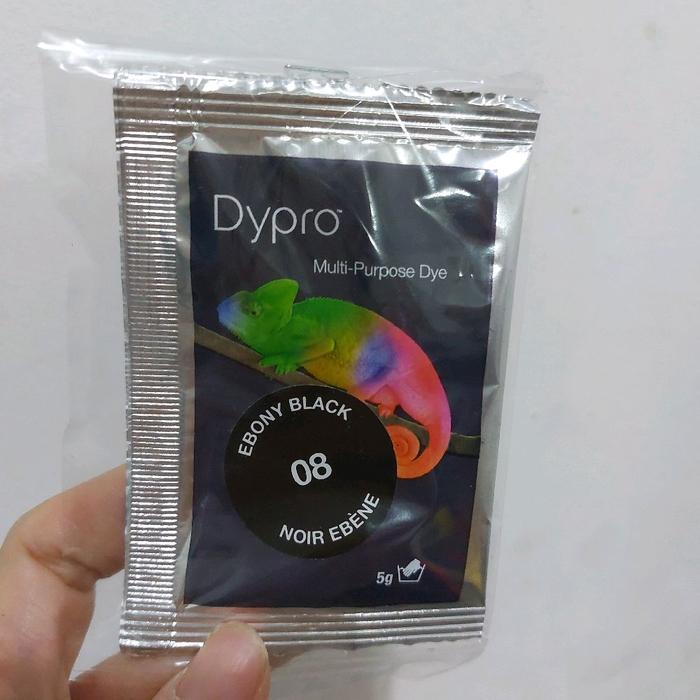 Dypro™
Multi-Purpose Dye
EBONY BLACK
08
NOIR EBÈNE
5g